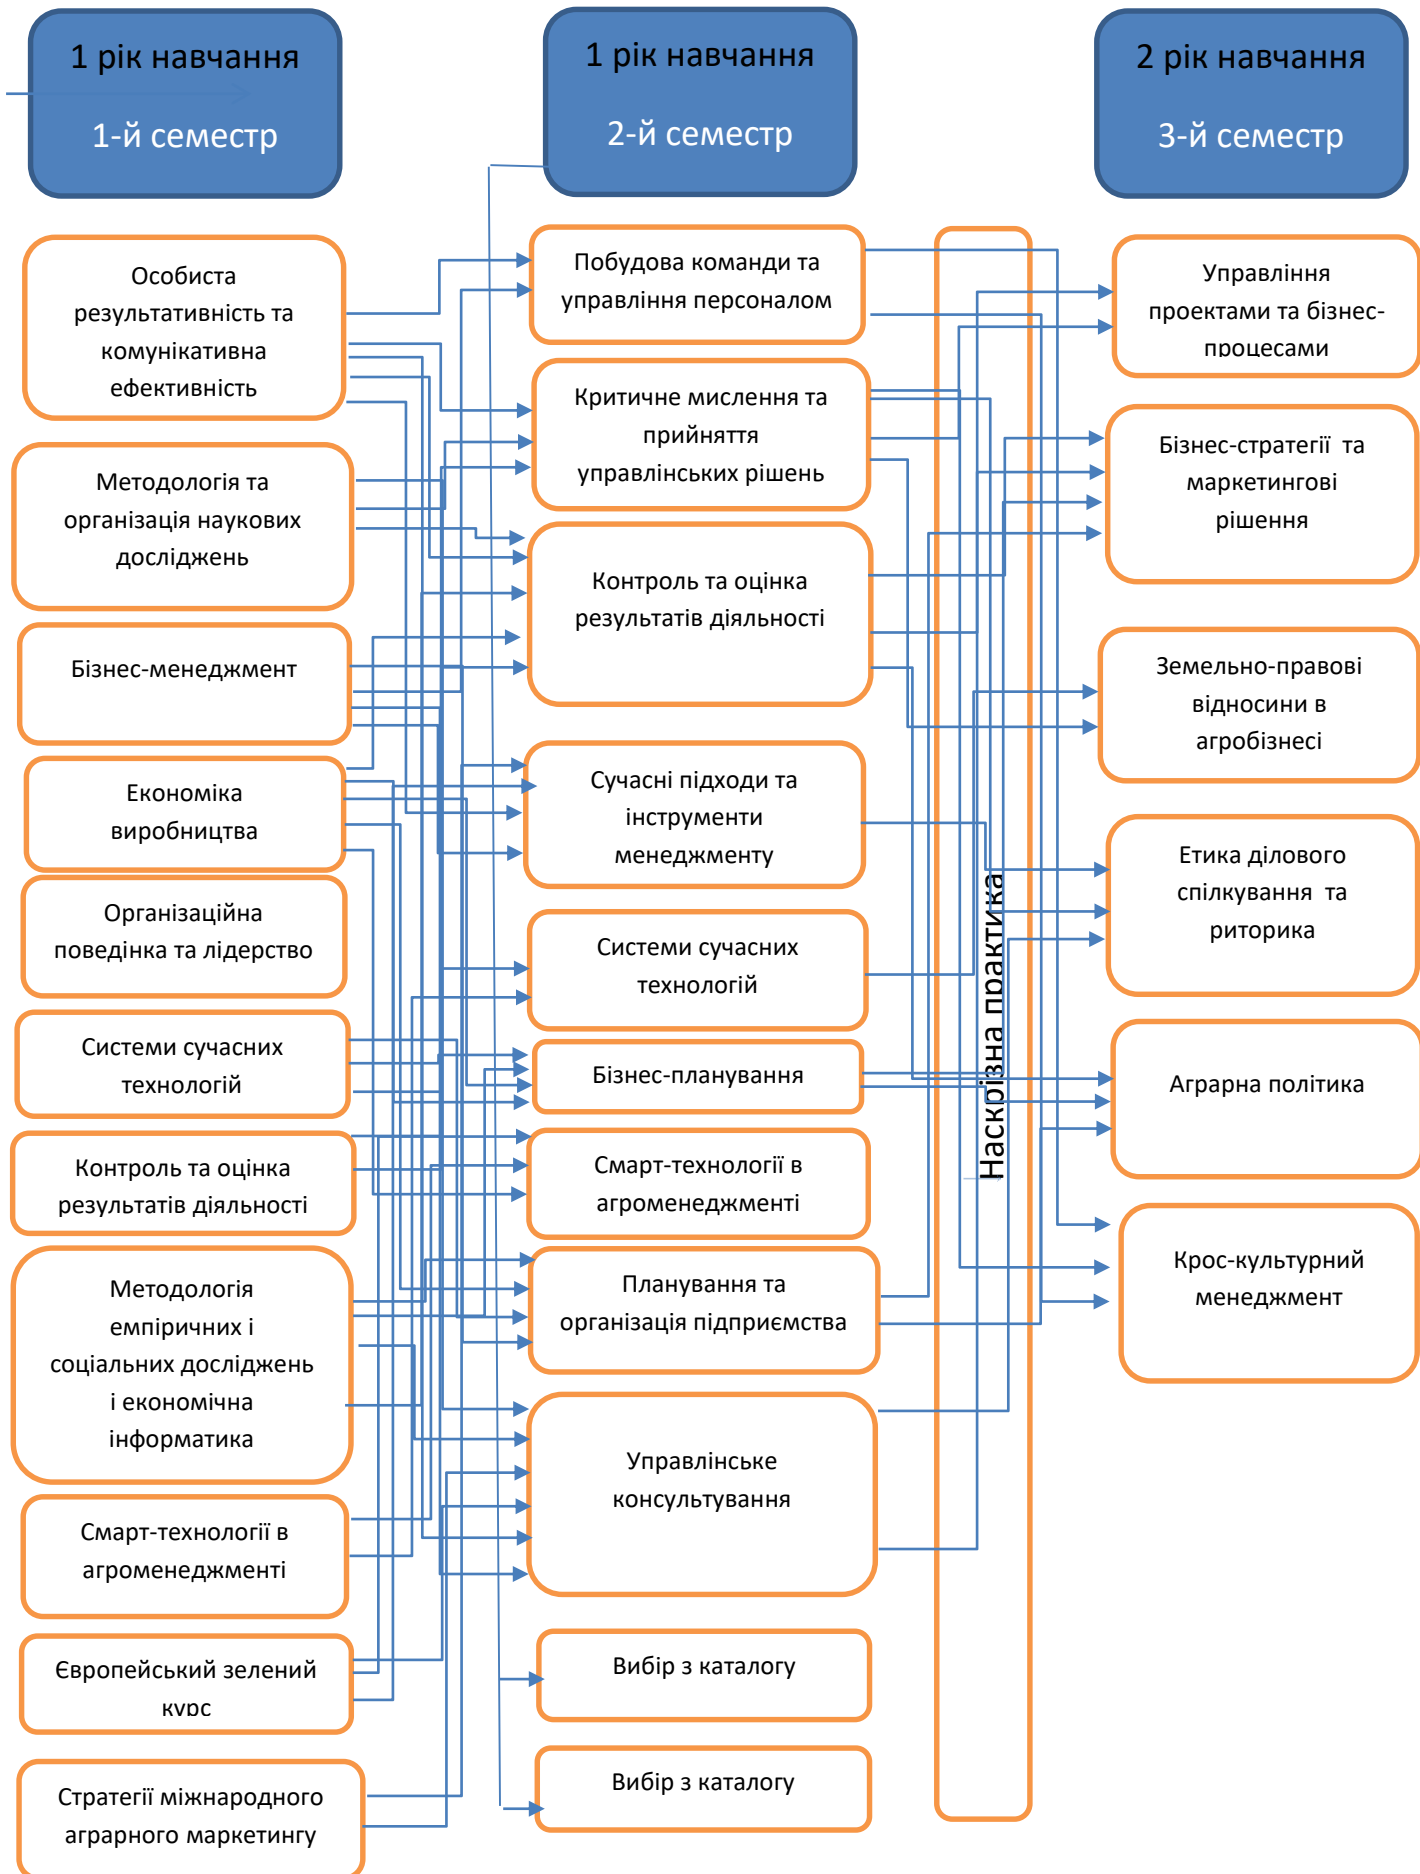 1 рік навчання
1-й семестр
1 рік навчання
2-й семестр
2 рік навчання
3-й семестр
Особиста
результативність та
комунікативна
ефективність
Методологія та
організація наукових
досліджень
Бізнес-менеджмент
Економіка
виробництва
Організаційна
поведінка та лідерство
Системи сучасних
технологій
Контроль та оцінка
результатів діяльності
Методологія
емпіричних і
соціальних досліджень
і економічна
інформатика
Смарт-технології в
агроменеджменті
Європейський зелений
курс
Стратегії міжнародного
аграрного маркетингу
Побудова команди та
управління персоналом
Критичне мислення та
прийняття
управлінських рішень
Контроль та оцінка
результатів діяльності
Сучасні підходи та
інструменти
менеджменту
Системи сучасних
технологій
Бізнес-планування
Смарт-технології в
агроменеджменті
Планування та
організація підприємства
Управлінське
консультування
Вибір з каталогу
Вибір з каталогу
Наскрізна практика
Управління
проектами та бізнес-
процесами
Бізнес-стратегії та
маркетингові
рішення
Земельно-правові
відносини в
агробізнесі
Етика ділового
спілкування та
риторика
Аграрна політика
Крос-культурний
менеджмент